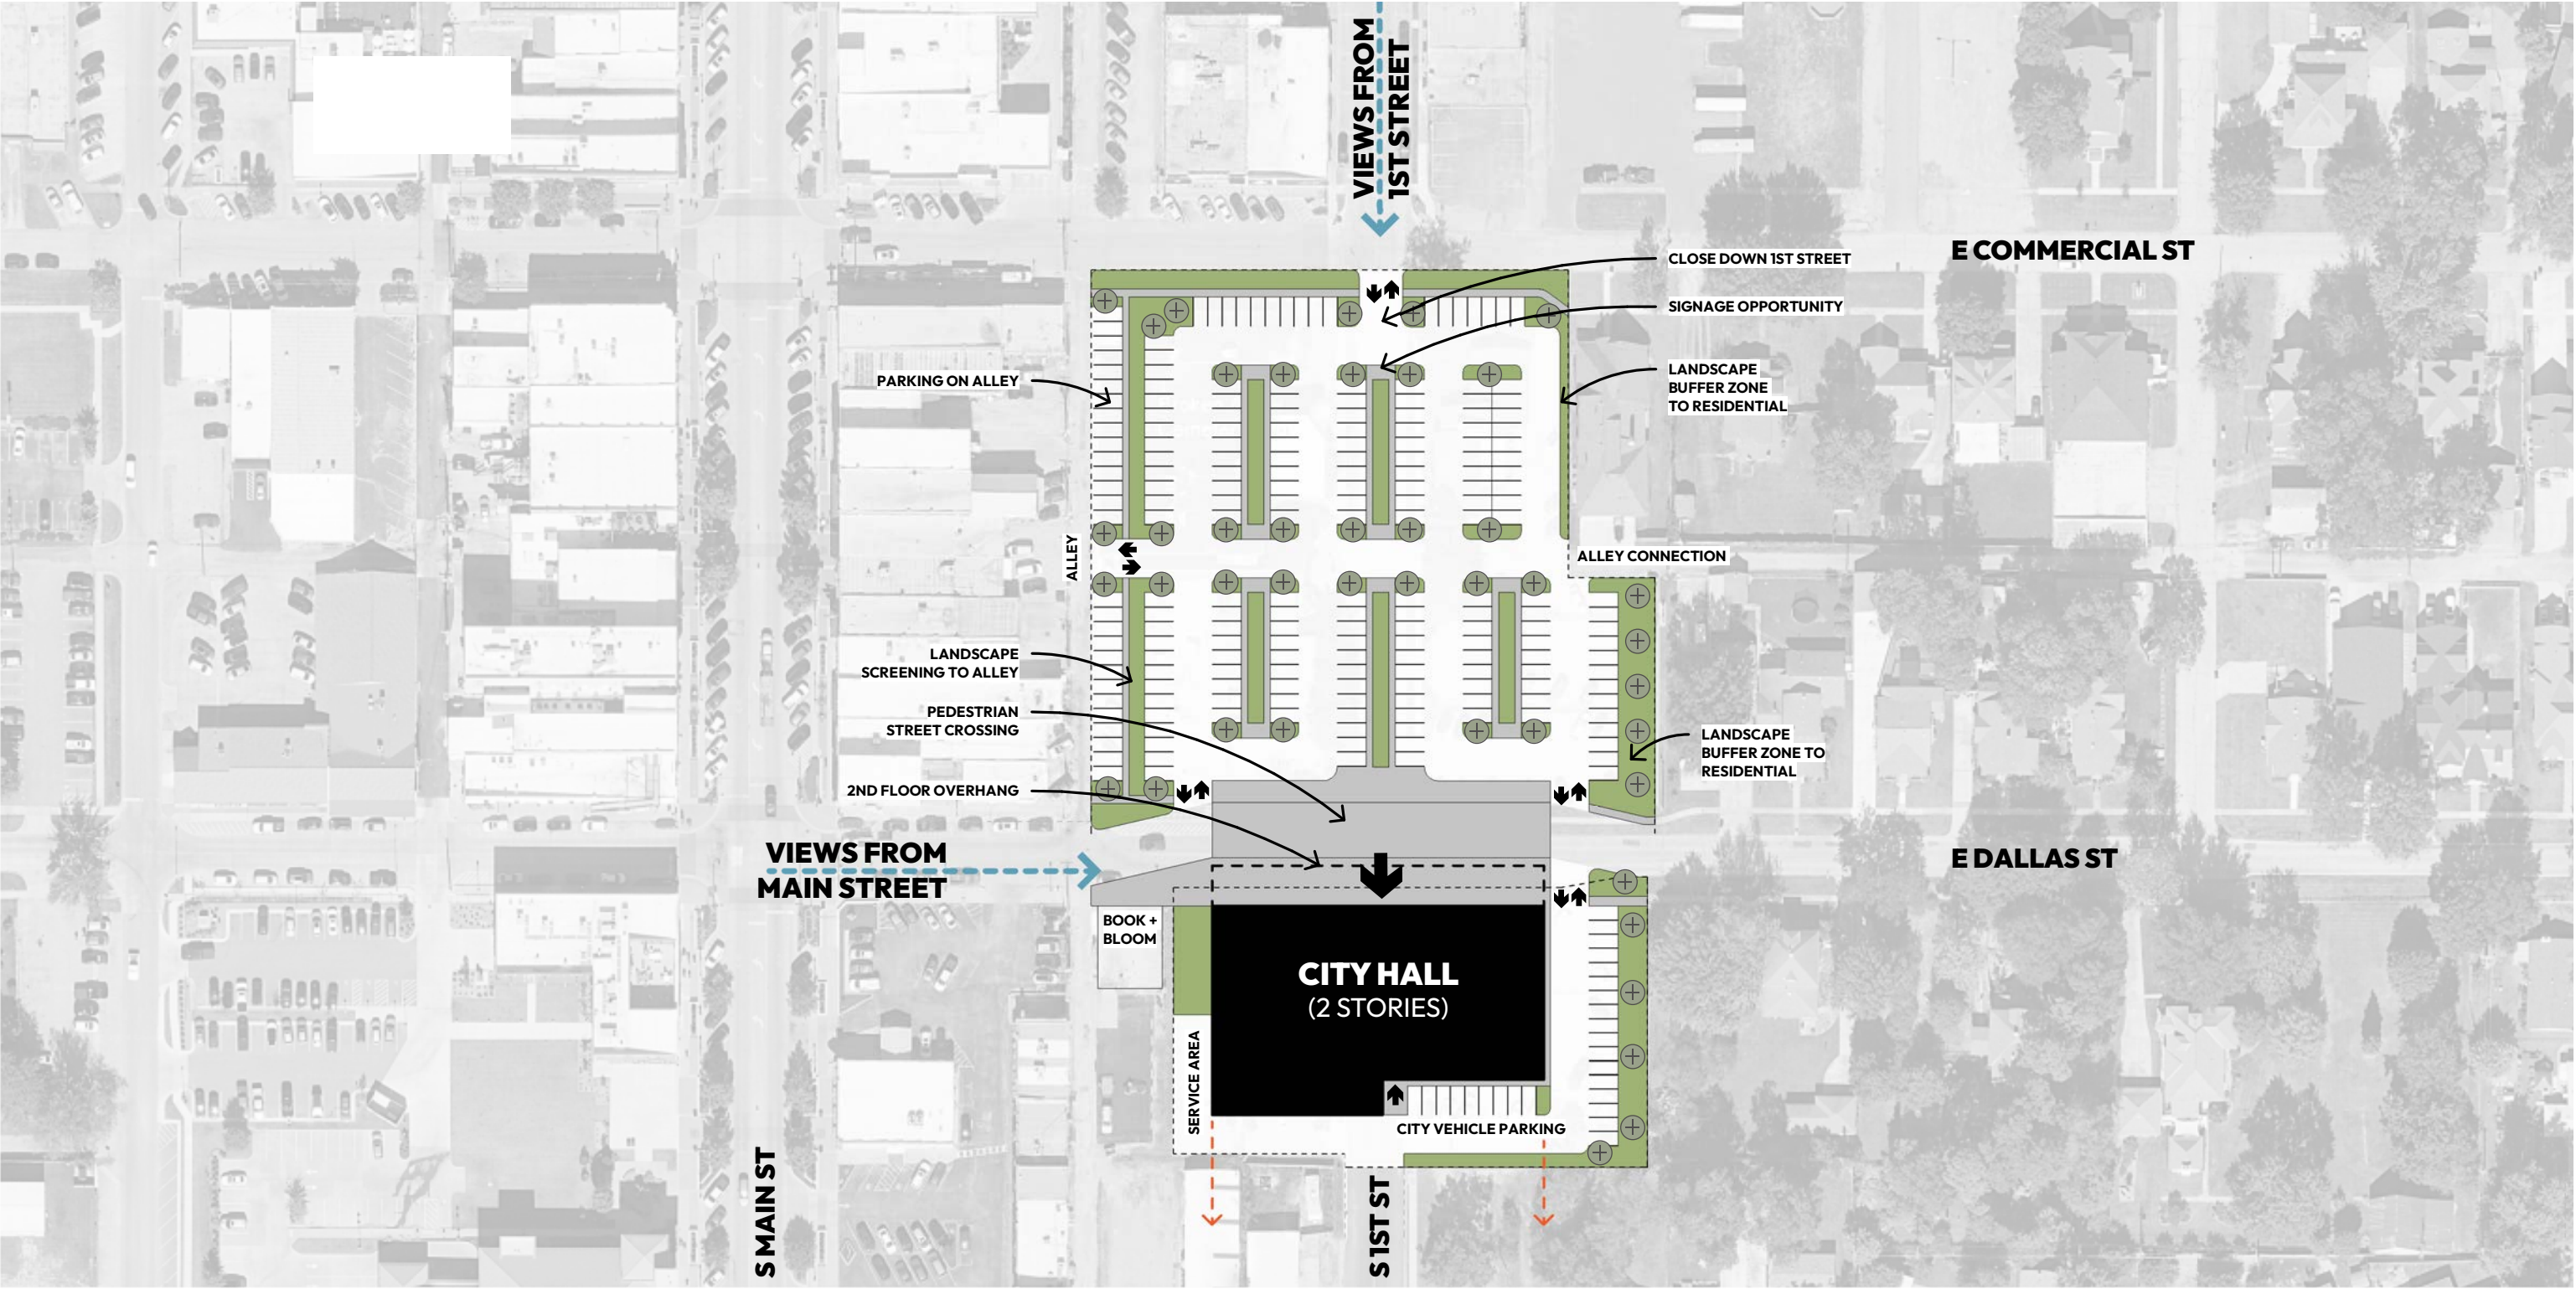 VIEWS FROM
1ST STREET
E COMMERCIAL ST
CLOSE DOWN 1ST STREET
SIGNAGE OPPORTUNITY
LANDSCAPE
BUFFER ZONE
TO RESIDENTIAL
PARKING ON ALLEY
ALLEY
ALLEY CONNECTION
LANDSCAPE
SCREENING TO ALLEY
PEDESTRIAN
STREET CROSSING
2ND FLOOR OVERHANG
LANDSCAPE
BUFFER ZONE TO
RESIDENTIAL
VIEWS FROM
MAIN STREET
E DALLAS ST
BOOK +
BLOOM
CITY HALL
(2 STORIES)
SERVICE AREA
CITY VEHICLE PARKING
S MAIN ST
S 1ST ST